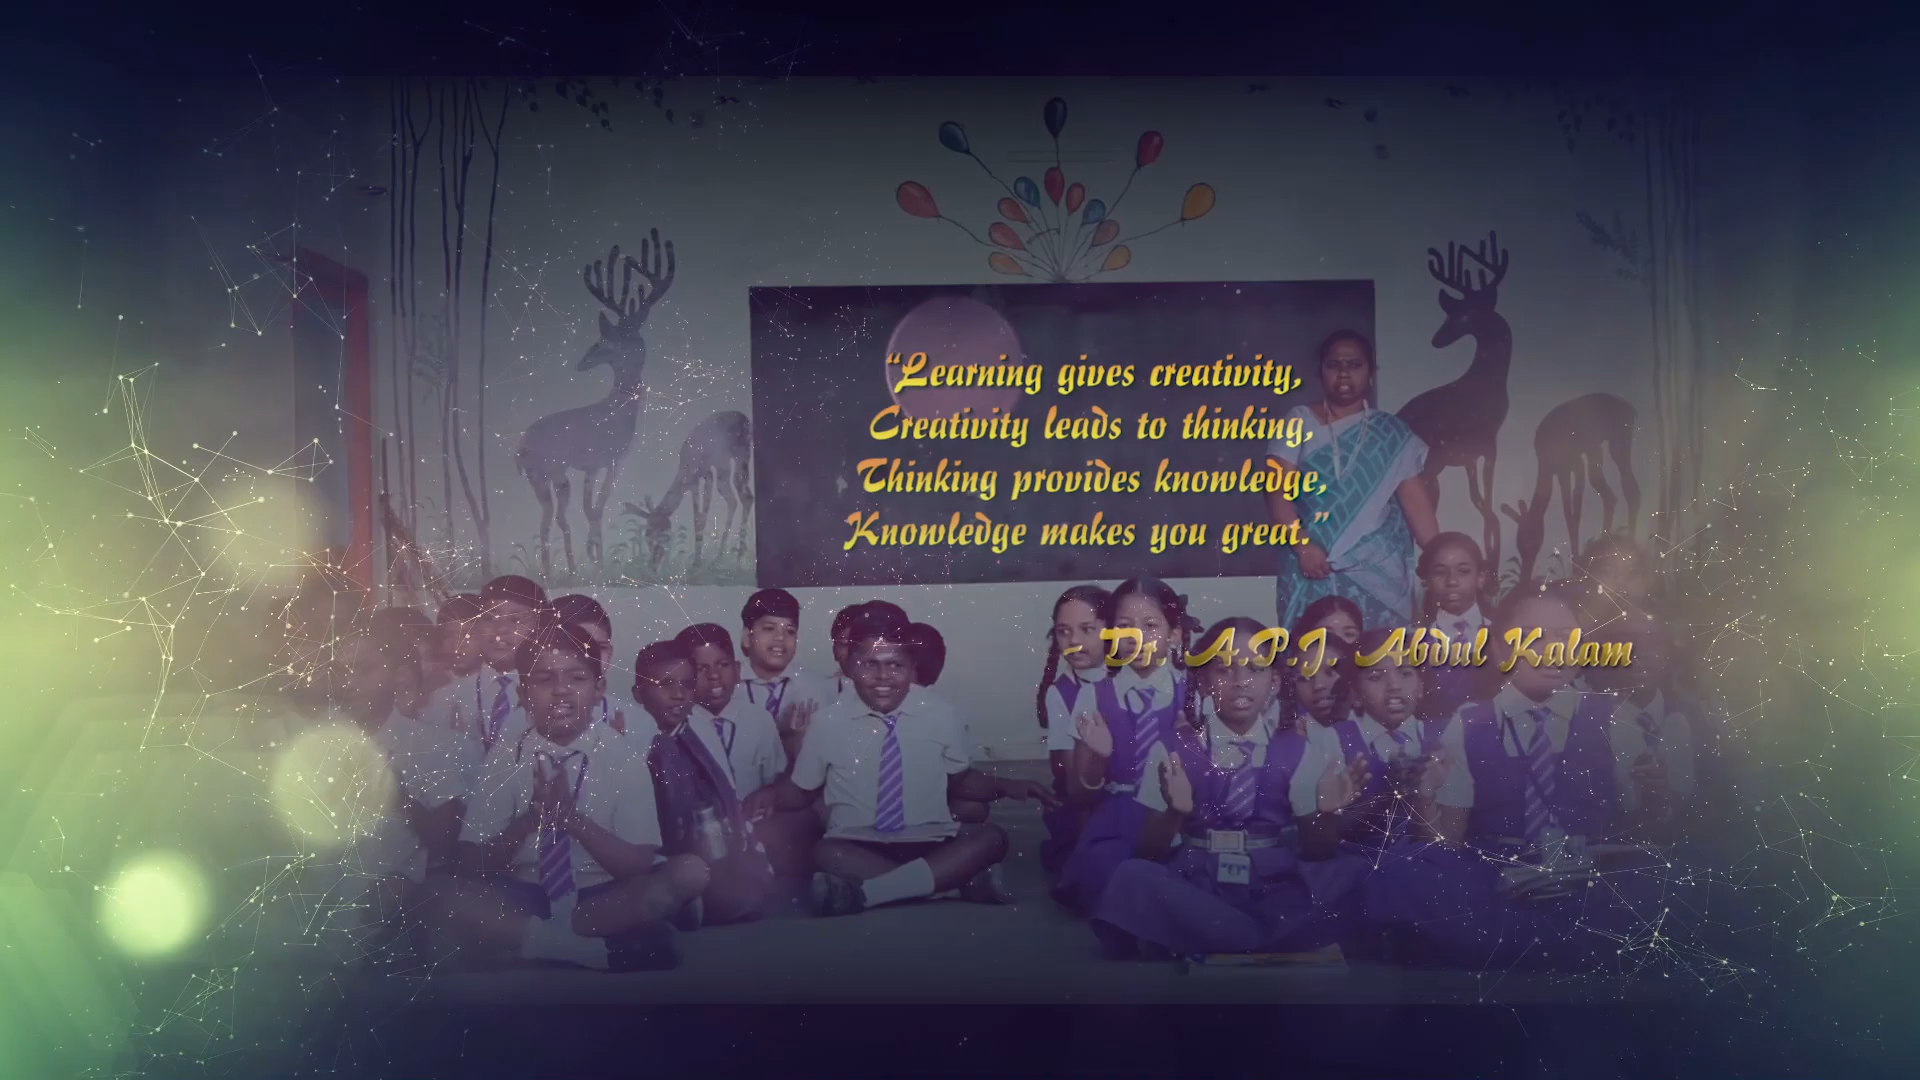 “Learning gives creativity,
Creativity leads to thinking,
Thinking provides knowledge,
Knowledge makes you great.”
- Dr. A.P.J. Abdul Kalam